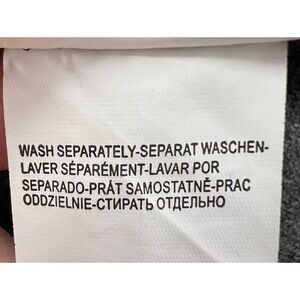 WASH SEPARATELY-SEPARAT WASCHEN-
LAVER SÉPARÉMENT-LAVAR POR
SEPARADO-PRÁT SAMOSTATNĚ-PRAC
ODDZIELNIE-СТИРАТЬ ОТДЕЛЬНО